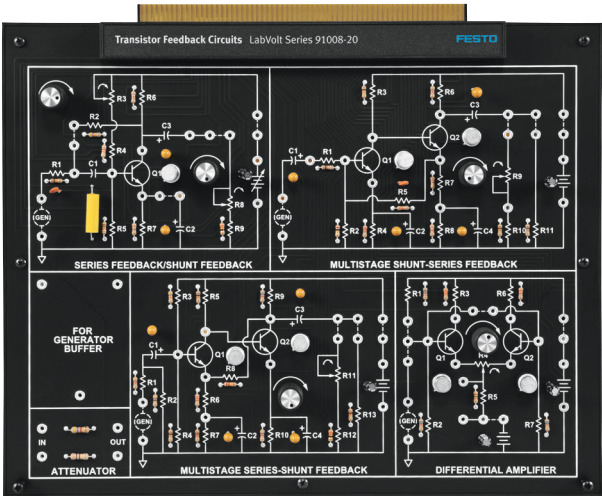 Transistor Feedback Circuits LabVolt Series 91008-20 FESTO
R3 R6
R2
C3
R4
R1 C1 Q1
R8
(GEN)
R5 R7 C2 R9
SERIES FEEDBACK/SHUNT FEEDBACK
R3 R6
C3
Q2
C1 R1 Q1
R7 R9
R5
(GEN)
R2 R4 C2 R8 C4 R10 R11
MULTISTAGE SHUNT-SERIES FEEDBACK
FOR
GENERATOR
BUFFER
IN OUT
ATTENUATOR
R3 R5 R9
C3
C1 Q1 Q2
R8
R1 R11
R2 R6
R13
(GEN)
R4 R7 C2 R10 C4 R12
MULTISTAGE SERIES-SHUNT FEEDBACK
R1 R3 R6
Q1 Q2
R4
R5
(GEN)
R2 R7
DIFFERENTIAL AMPLIFIER